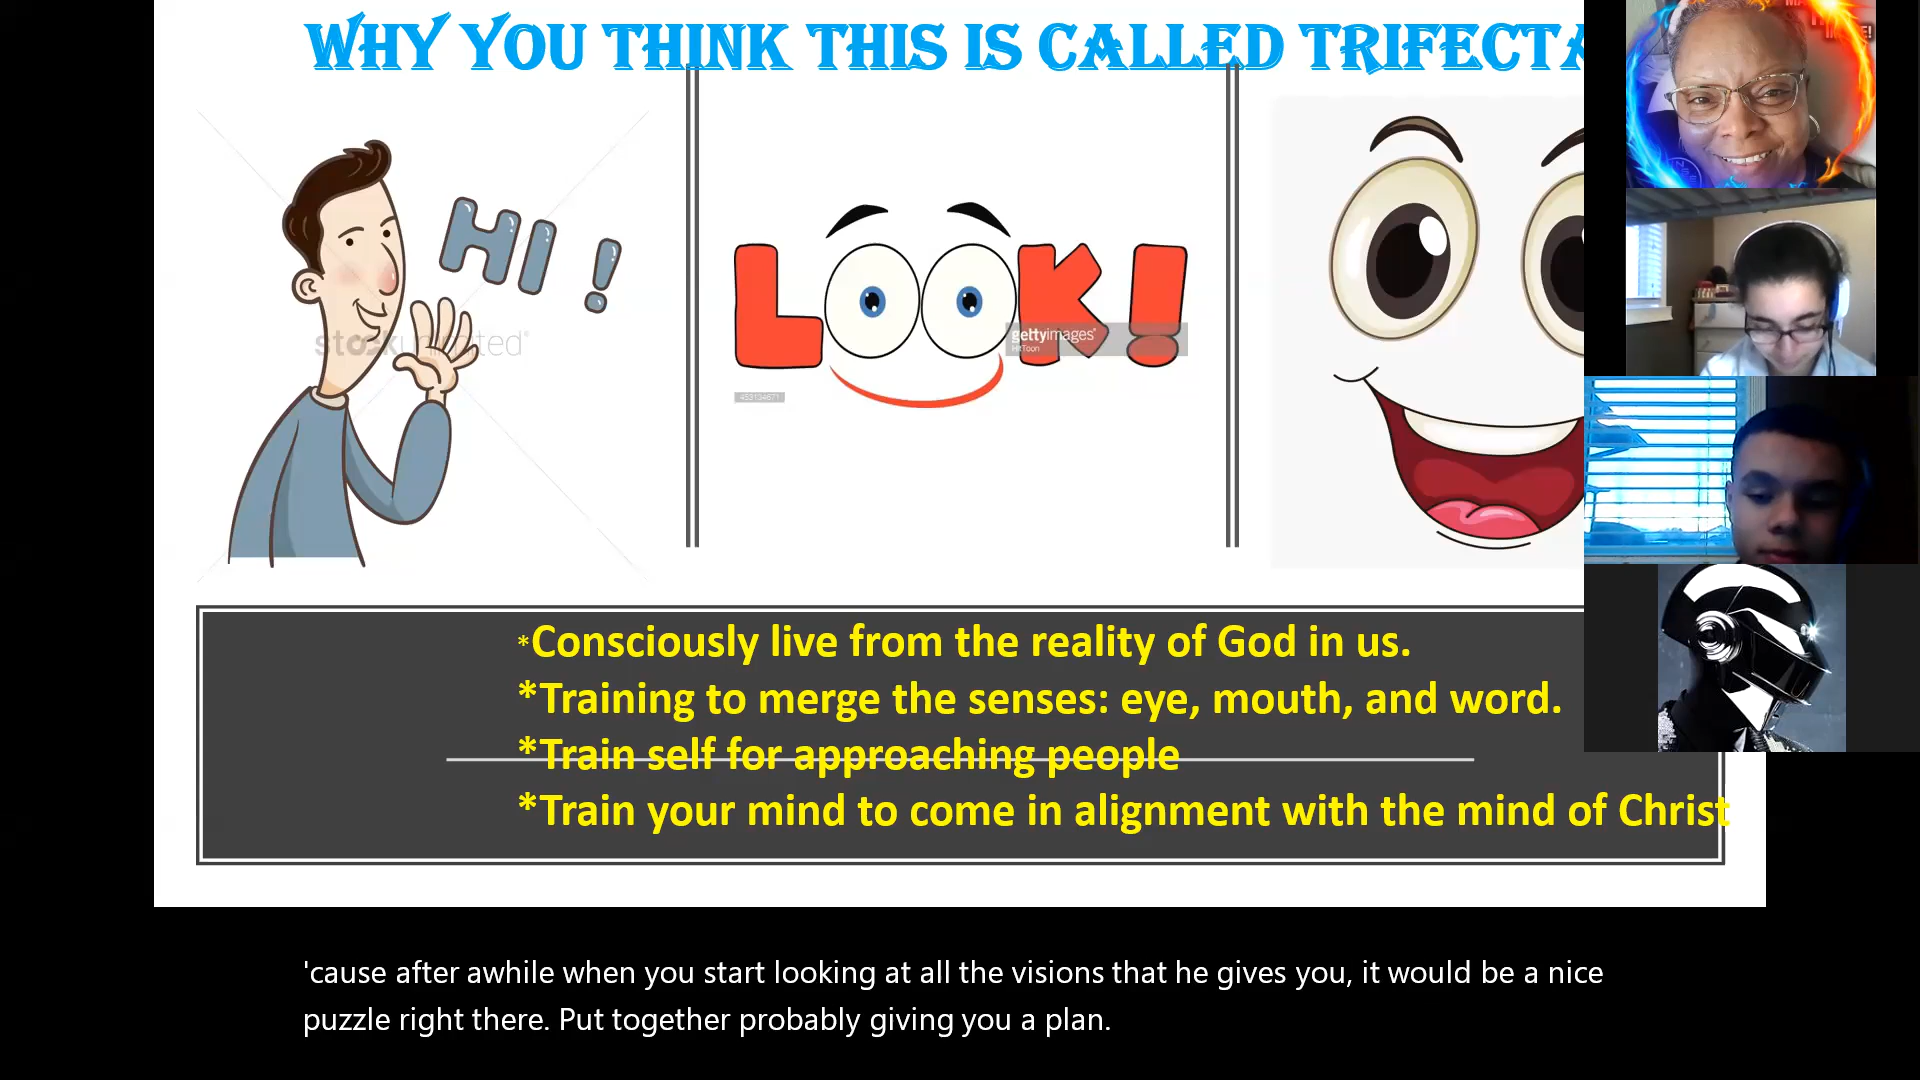 WHY YOU THINK THIS IS CALLED TRIFECTA
HI !
LOOK!
stockunlimited
gettyimages®
HitToon
453134671
*Consciously live from the reality of God in us.
*Training to merge the senses: eye, mouth, and word.
*Train self for approaching people
*Train your mind to come in alignment with the mind of Christ
'cause after awhile when you start looking at all the visions that he gives you, it would be a nice
puzzle right there. Put together probably giving you a plan.